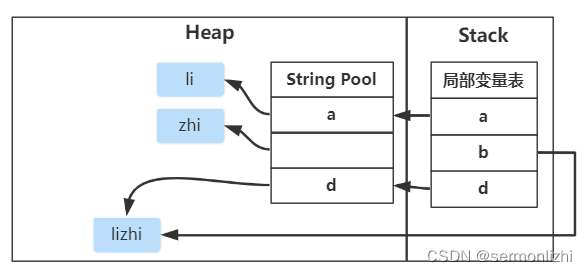 Heap
Stack
li
String Pool
局部变量表
a
a
zhi
b
d
d
lizhi
CSDN @sermonlizhi